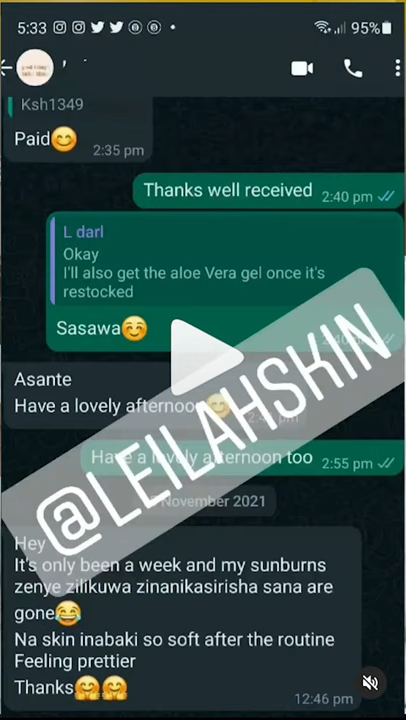 5:33
95%
Ksh1349
Paid😊
2:35 pm
Thanks well received
2:40 pm
L darl
Okay
I'll also get the aloe Vera gel once it's
restocked
Sasawa☺️
Asante
Have a lovely afternoon
Have a lovely afternoon too
2:55 pm
@LEILAHSKIN
November 2021
Hey
It's only been a week and my sunburns
zenye zilikuwa zinanikasirisha sana are
gone😂
Na skin inabaki so soft after the routine
Feeling prettier
Thanks🤗🤗
12:46 pm